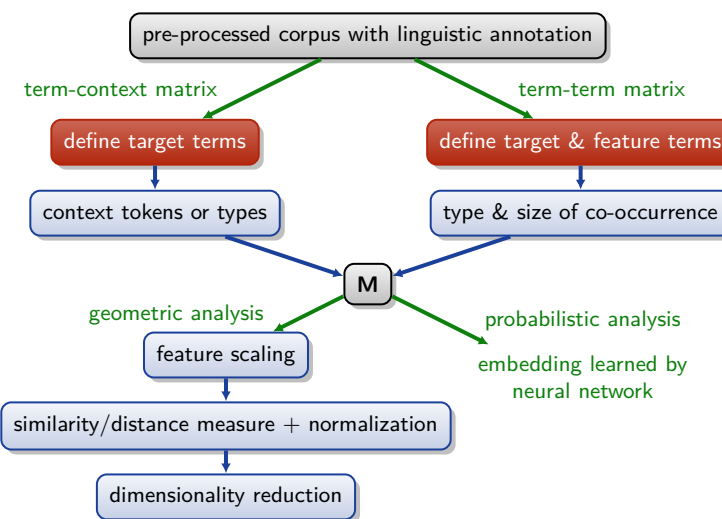 pre-processed corpus with linguistic annotation
term-context matrix
term-term matrix
define target terms
define target & feature terms
context tokens or types
type & size of co-occurrence
M
geometric analysis
probabilistic analysis
feature scaling
embedding learned by
neural network
similarity/distance measure + normalization
dimensionality reduction